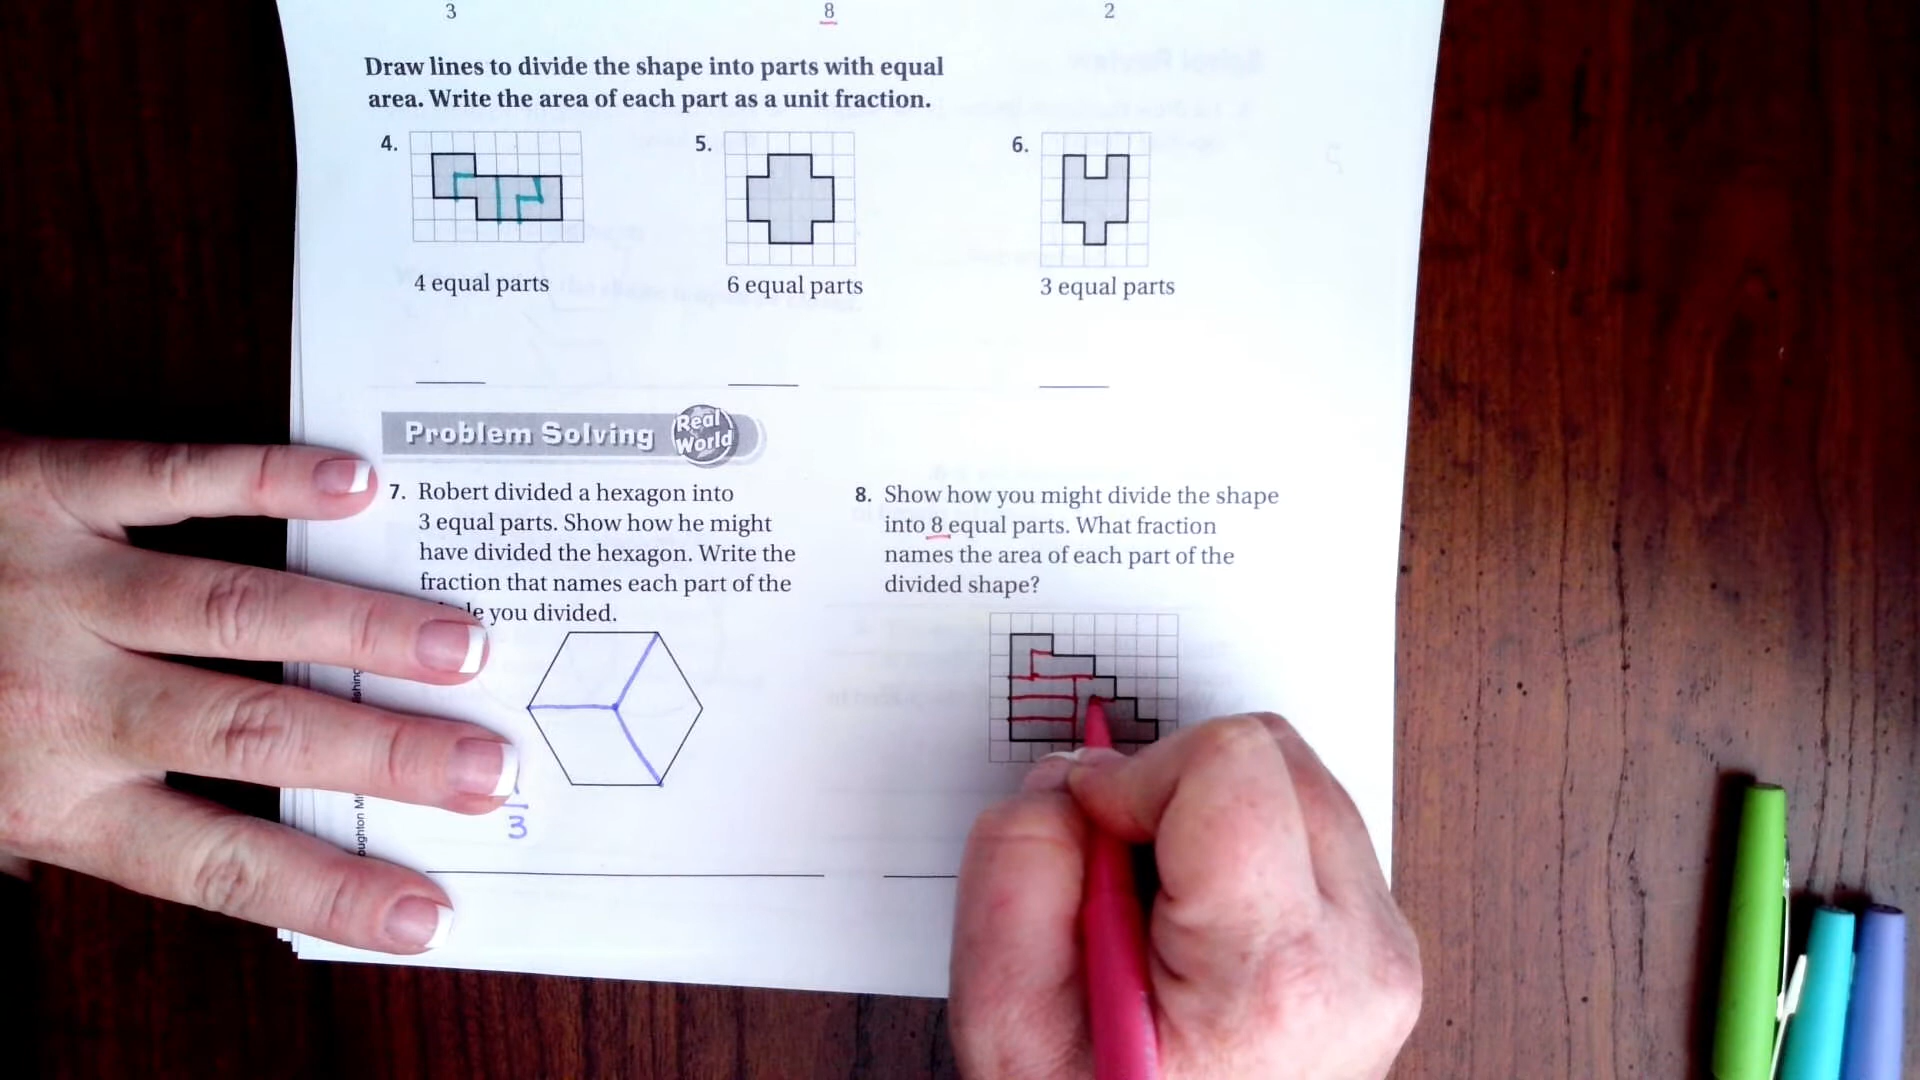 3 8 2
Draw lines to divide the shape into parts with equal
area. Write the area of each part as a unit fraction.
4. 5. 6.
4 equal parts 6 equal parts 3 equal parts
Problem Solving Real World
7. Robert divided a hexagon into
3 equal parts. Show how he might
have divided the hexagon. Write the
fraction that names each part of the
you divided.
3
8. Show how you might divide the shape
into 8 equal parts. What fraction
names the area of each part of the
divided shape?